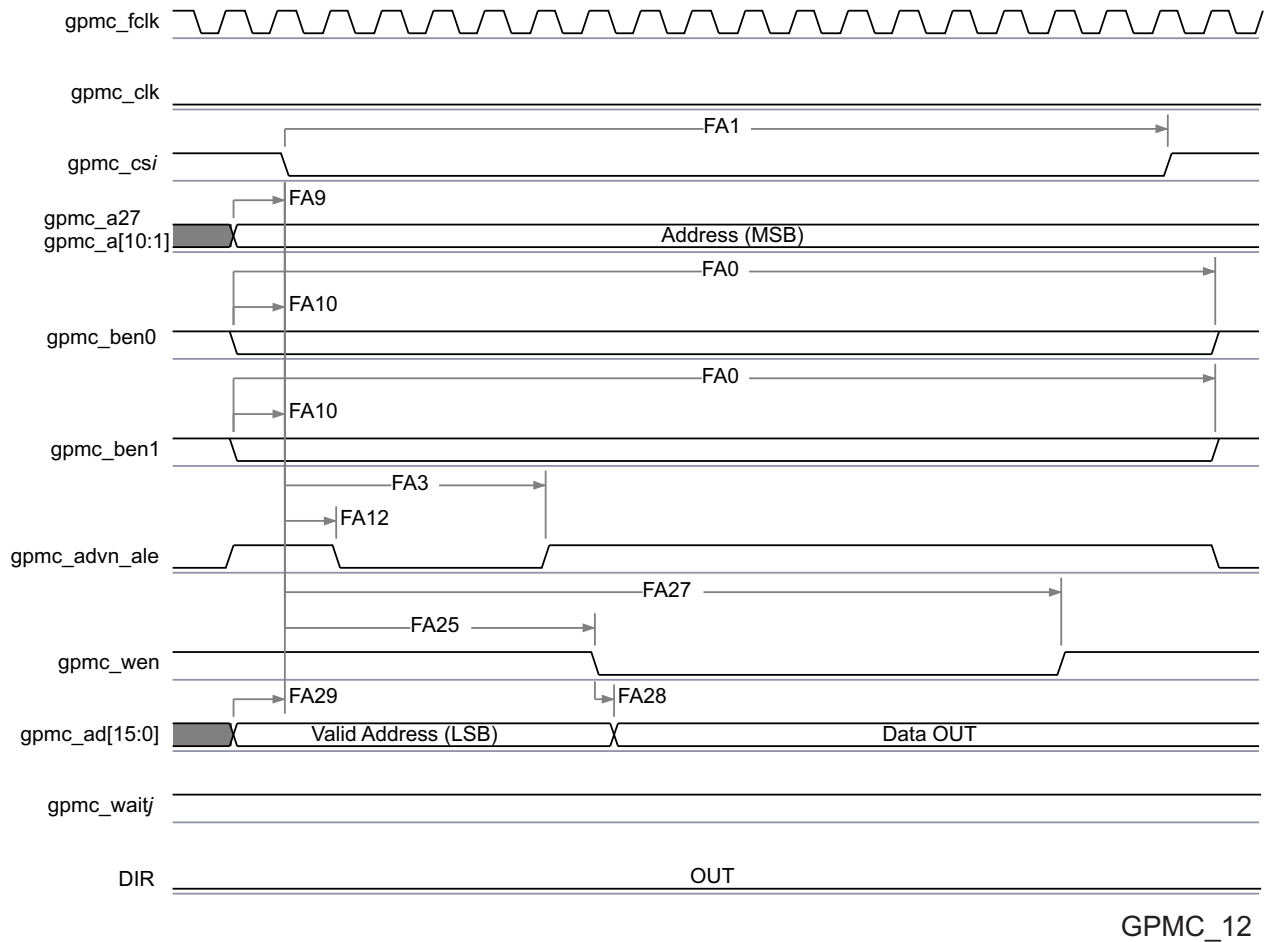 gpmc_fclk
gpmc_clk
FA1
gpmc_csi
FA9
gpmc_a27
gpmc_a[10:1]
Address (MSB)
FA0
FA10
gpmc_ben0
FA0
FA10
gpmc_ben1
FA3
FA12
gpmc_advn_ale
FA27
FA25
gpmc_wen
FA29
FA28
gpmc_ad[15:0]
Valid Address (LSB)
Data OUT
gpmc_waitj
DIR
OUT
GPMC_12